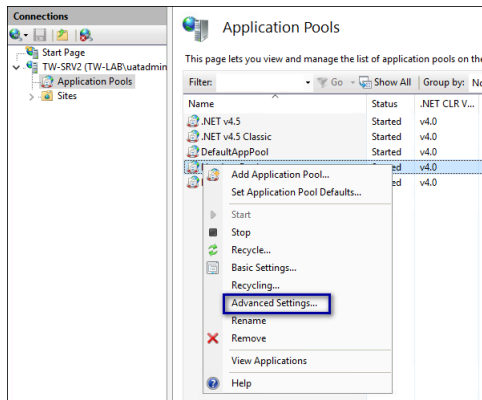 Connections
Start Page
TW-SRV2 (TW-LAB\uatadmin
Application Pools
Sites
Application Pools
This page lets you view and manage the list of application pools on the
Filter: Go Show All Group by: No
Name Status .NET CLR V...
.NET v4.5 Started v4.0
.NET v4.5 Classic Started v4.0
DefaultAppPool Started v4.0
ed v4.0
ed v4.0
Add Application Pool...
Set Application Pool Defaults...
Start
Stop
Recycle...
Basic Settings...
Recycling...
Advanced Settings...
Rename
Remove
View Applications
Help